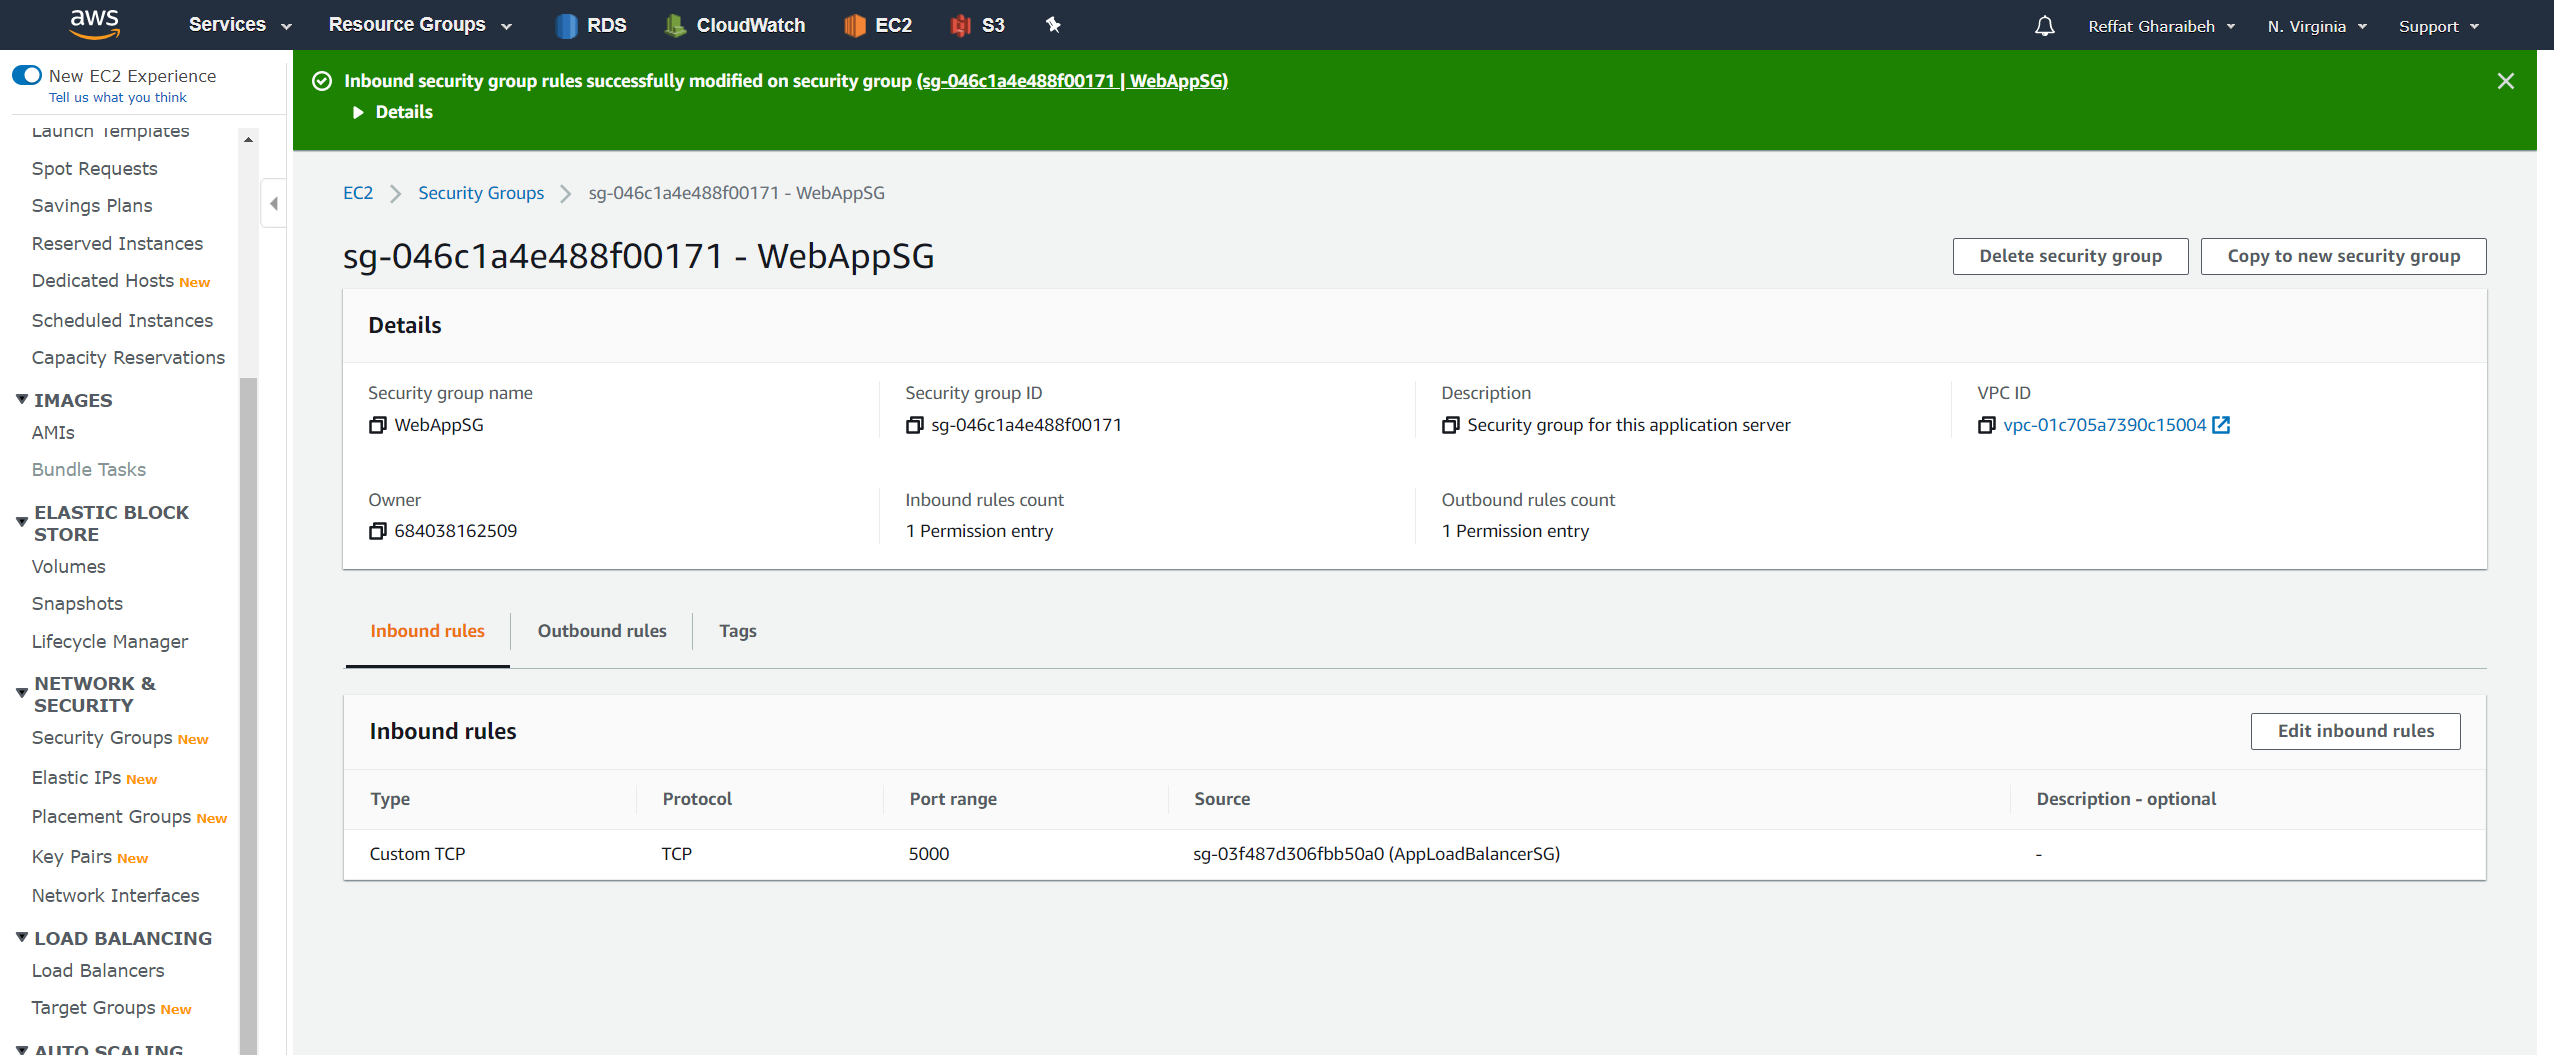 aws
Services
Resource Groups
RDS
CloudWatch
EC2
S3
Reffat Gharaibeh
N. Virginia
Support
New EC2 Experience
Tell us what you think
Launch Templates
Spot Requests
Savings Plans
Reserved Instances
Dedicated Hosts New
Scheduled Instances
Capacity Reservations
IMAGES
AMIs
Bundle Tasks
ELASTIC BLOCK
STORE
Volumes
Snapshots
Lifecycle Manager
NETWORK &
SECURITY
Security Groups New
Elastic IPs New
Placement Groups New
Key Pairs New
Network Interfaces
LOAD BALANCING
Load Balancers
Target Groups New
AUTO SCALING
Inbound security group rules successfully modified on security group (sg-046c1a4e488f00171 | WebAppSG)
Details
EC2
Security Groups
sg-046c1a4e488f00171 - WebAppSG
sg-046c1a4e488f00171 - WebAppSG
Delete security group
Copy to new security group
Details
Security group name
WebAppSG
Security group ID
sg-046c1a4e488f00171
Description
Security group for this application server
VPC ID
vpc-01c705a7390c15004
Owner
684038162509
Inbound rules count
1 Permission entry
Outbound rules count
1 Permission entry
Inbound rules
Outbound rules
Tags
Inbound rules
Edit inbound rules
Type
Protocol
Port range
Source
Description - optional
Custom TCP
TCP
5000
sg-03f487d306fbb50a0 (AppLoadBalancerSG)
-